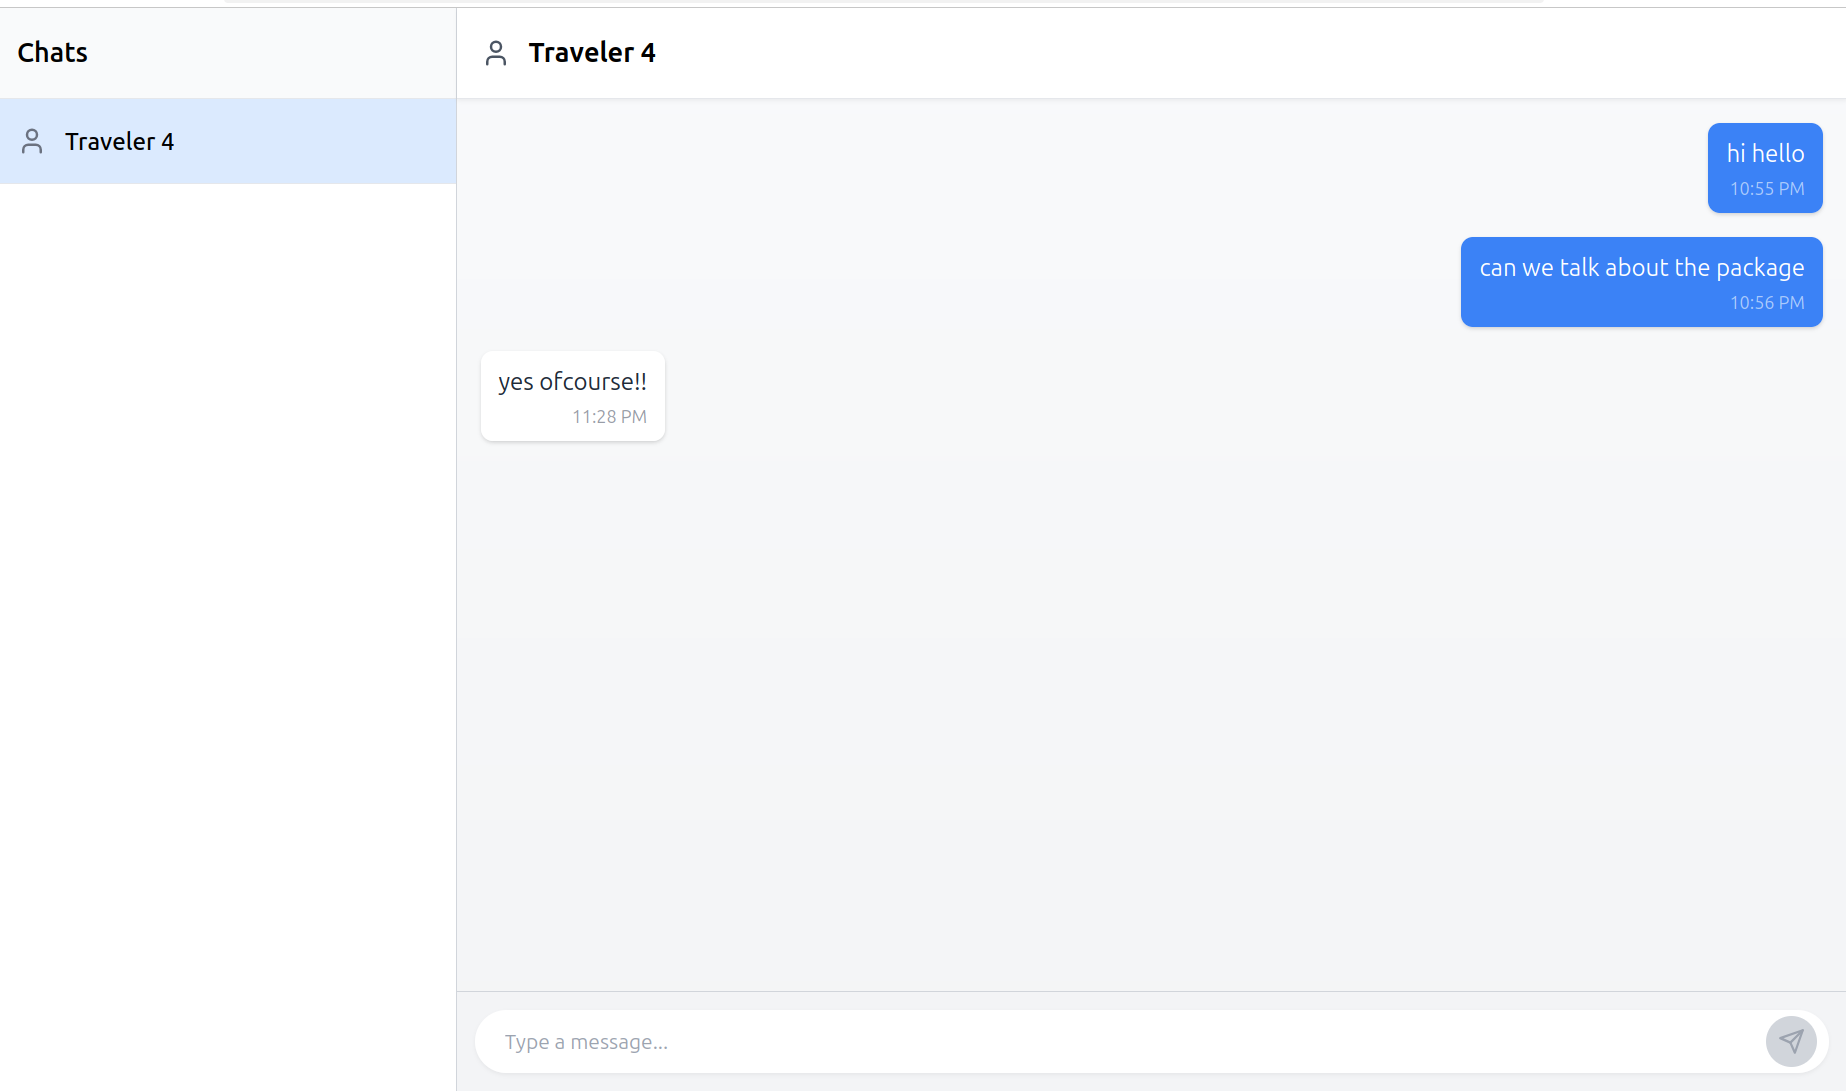 Chats
Traveler 4
Traveler 4
hi hello
10:55 PM
can we talk about the package
10:56 PM
yes ofcourse!!
11:28 PM
Type a message...